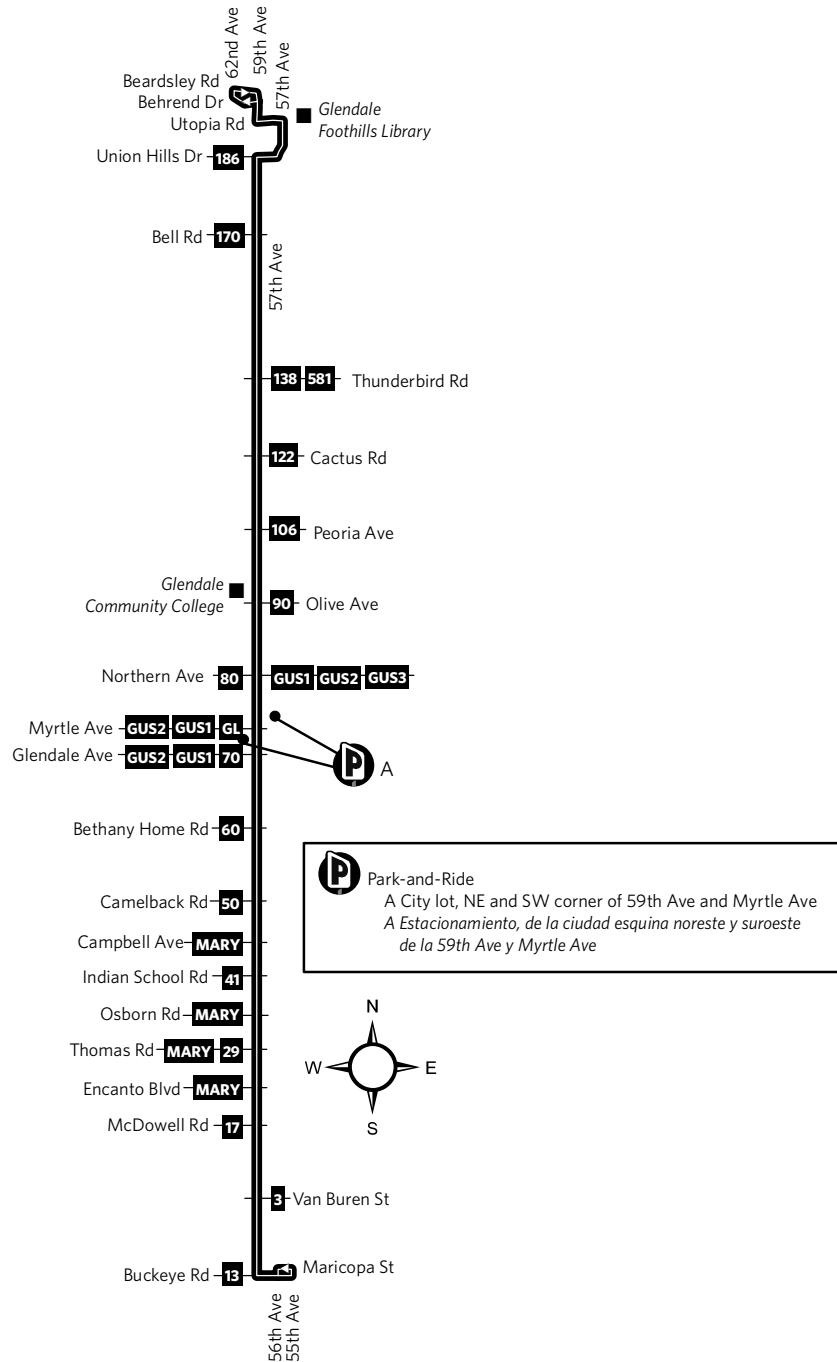 62nd Ave
59th Ave
57th Ave
Beardsley Rd
Behrend Dr
Utopia Rd
Glendale
Foothills Library
Union Hills Dr 186
Bell Rd 170
57th Ave
138 581 Thunderbird Rd
122 Cactus Rd
106 Peoria Ave
Glendale
Community College
90 Olive Ave
Northern Ave 80 GUS1 GUS2 GUS3
Myrtle Ave GUS2 GUS1 GL
Glendale Ave GUS2 GUS1 70
P A
Bethany Home Rd 60
P Park-and-Ride
A City lot, NE and SW corner of 59th Ave and Myrtle Ave
A Estacionamiento, de la ciudad esquina noreste y suroeste
de la 59th Ave y Myrtle Ave
Camelback Rd 50
Campbell Ave MARY
Indian School Rd 41
Osborn Rd MARY
Thomas Rd MARY 29
Encanto Blvd MARY
McDowell Rd 17
N
W E
S
3 Van Buren St
Buckeye Rd 13
Maricopa St
56th Ave
55th Ave